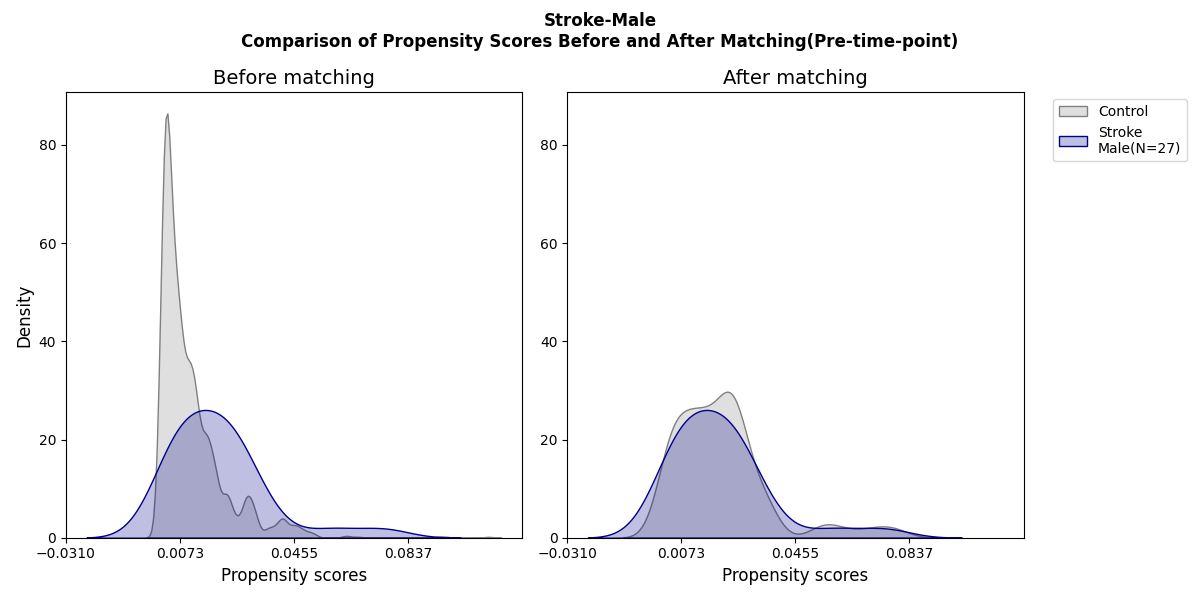 Stroke-Male
Comparison of Propensity Scores Before and After Matching(Pre-time-point)
Before matching
After matching
Control
Stroke
Male(N=27)
Density
80
60
40
20
0
−0.0310
0.0073
0.0455
0.0837
Propensity scores
80
60
40
20
0
−0.0310
0.0073
0.0455
0.0837
Propensity scores